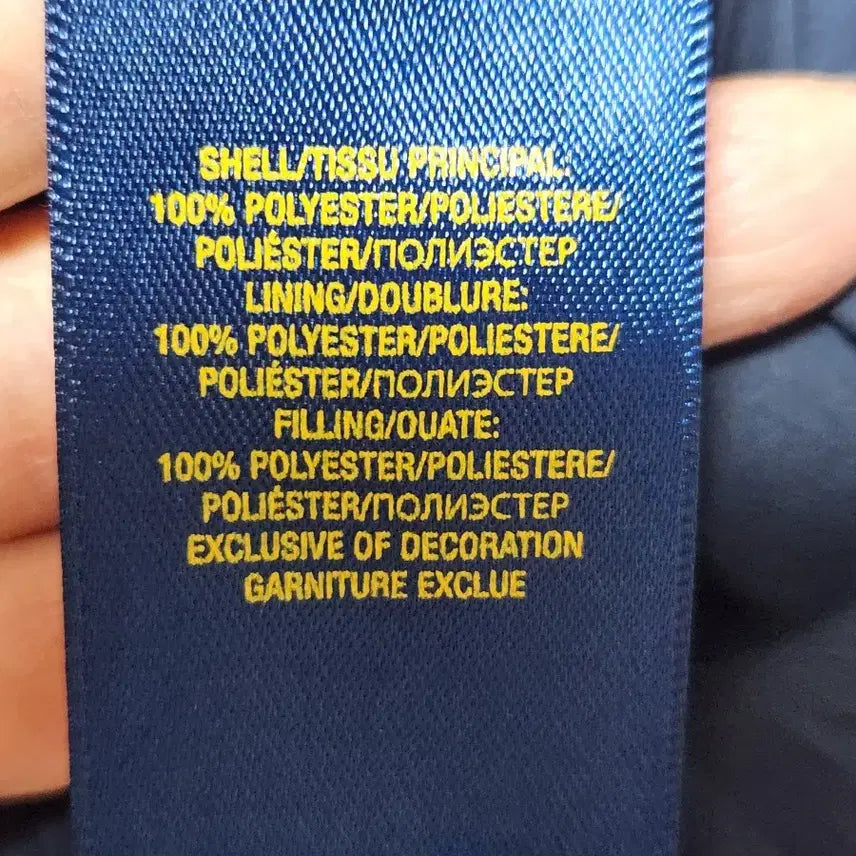 SHELL/TISSU PRINCIPAL:
100% POLYESTER/POLIESTERE/
POLIÉSTER/ПОЛИЭСТЕР
LINING/DOUBLURE:
100% POLYESTER/POLIESTERE/
POLIÉSTER/ПОЛИЭСТЕР
FILLING/OUATE:
100% POLYESTER/POLIESTERE/
POLIÉSTER/ПОЛИЭСТЕР
EXCLUSIVE OF DECORATION
GARNITURE EXCLUE